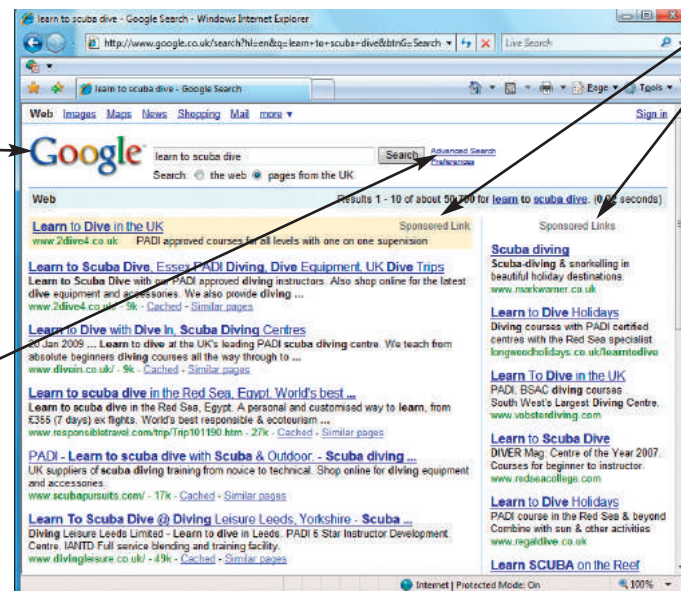 learn to scuba dive - Google Search - Windows Internet Explorer
http://www.google.co.uk/search?hl=en&q=learn+to+scuba+dive&btnG=Search
Live Search
learn to scuba dive - Google Search
Page Tools
Web Images Maps News Shopping Mail more
Sign in
Google
learn to scuba dive
Search
Advanced Search
Preferences
Search: the web pages from the UK
Web
Results 1 - 10 of about 50,700 for learn to scuba dive. seconds)
Learn to Dive in the UK
Sponsored Link
www.2dive4.co.uk PADI approved courses for all levels with one on one supervision
Learn to Scuba Dive, Essex PADI Diving, Dive Equipment, UK Dive Trips
Learn to Scuba Dive with our PADI approved diving instructors. Also shop online for the latest
dive equipment and accessories. We also provide diving ...
www.2dive4.co.uk/ - 9k - Cached - Similar pages
Learn to Dive with Dive In, Scuba Diving Centres
20 Jan 2009 ... Learn to dive at the UK's leading PADI scuba diving centre. We teach from
absolute beginners diving courses all the way through to ...
www.divein.co.uk/ - 9k - Cached - Similar pages
Learn to scuba dive in the Red Sea, Egypt. World's best ...
Learn to scuba dive in the Red Sea, Egypt. A personal and customised way to learn, from
£355 (7 days) ex flights. World's best responsible & ecotourism ...
www.responsibletravel.com/trip/Trip101190.htm - 27k - Cached - Similar pages
PADI - Learn to scuba dive with Scuba & Outdoor. - Scuba diving ...
UK suppliers of scuba diving training from novice to technical. Shop online for diving equipment
and accessories.
www.scubapursuits.com/ - 17k - Cached - Similar pages
Learn To Scuba Dive @ Diving Leisure Leeds, Yorkshire - Scuba ...
Diving Leisure Leeds Limited - Learn to dive in Leeds. PADI 5 Star Instructor Development
Centre. IANTD Full service blending and training facility.
www.divingleisure.co.uk/ - 49k - Cached - Similar pages
Sponsored Links
Scuba diving
Scuba-diving & snorkelling in
beautiful holiday destinations.
www.markwarner.co.uk
Learn to Dive Holidays
Diving courses with PADI certified
centres with the Red Sea specialist
longwoodholidays.co.uk/learntodive
Learn To Dive in the UK
PADI, BSAC diving courses
South West's Largest Diving Centre.
www.vobsterdiving.com
Learn to Scuba Dive
DIVER Mag: Centre of the Year 2007.
Courses for beginner to instructor.
www.redseacollege.com
Learn to Dive Holidays
PADI course in the Red Sea & beyond
Combine with sun & other activities
www.regaldive.co.uk
Learn SCUBA on the Reef
Internet | Protected Mode: On
100%